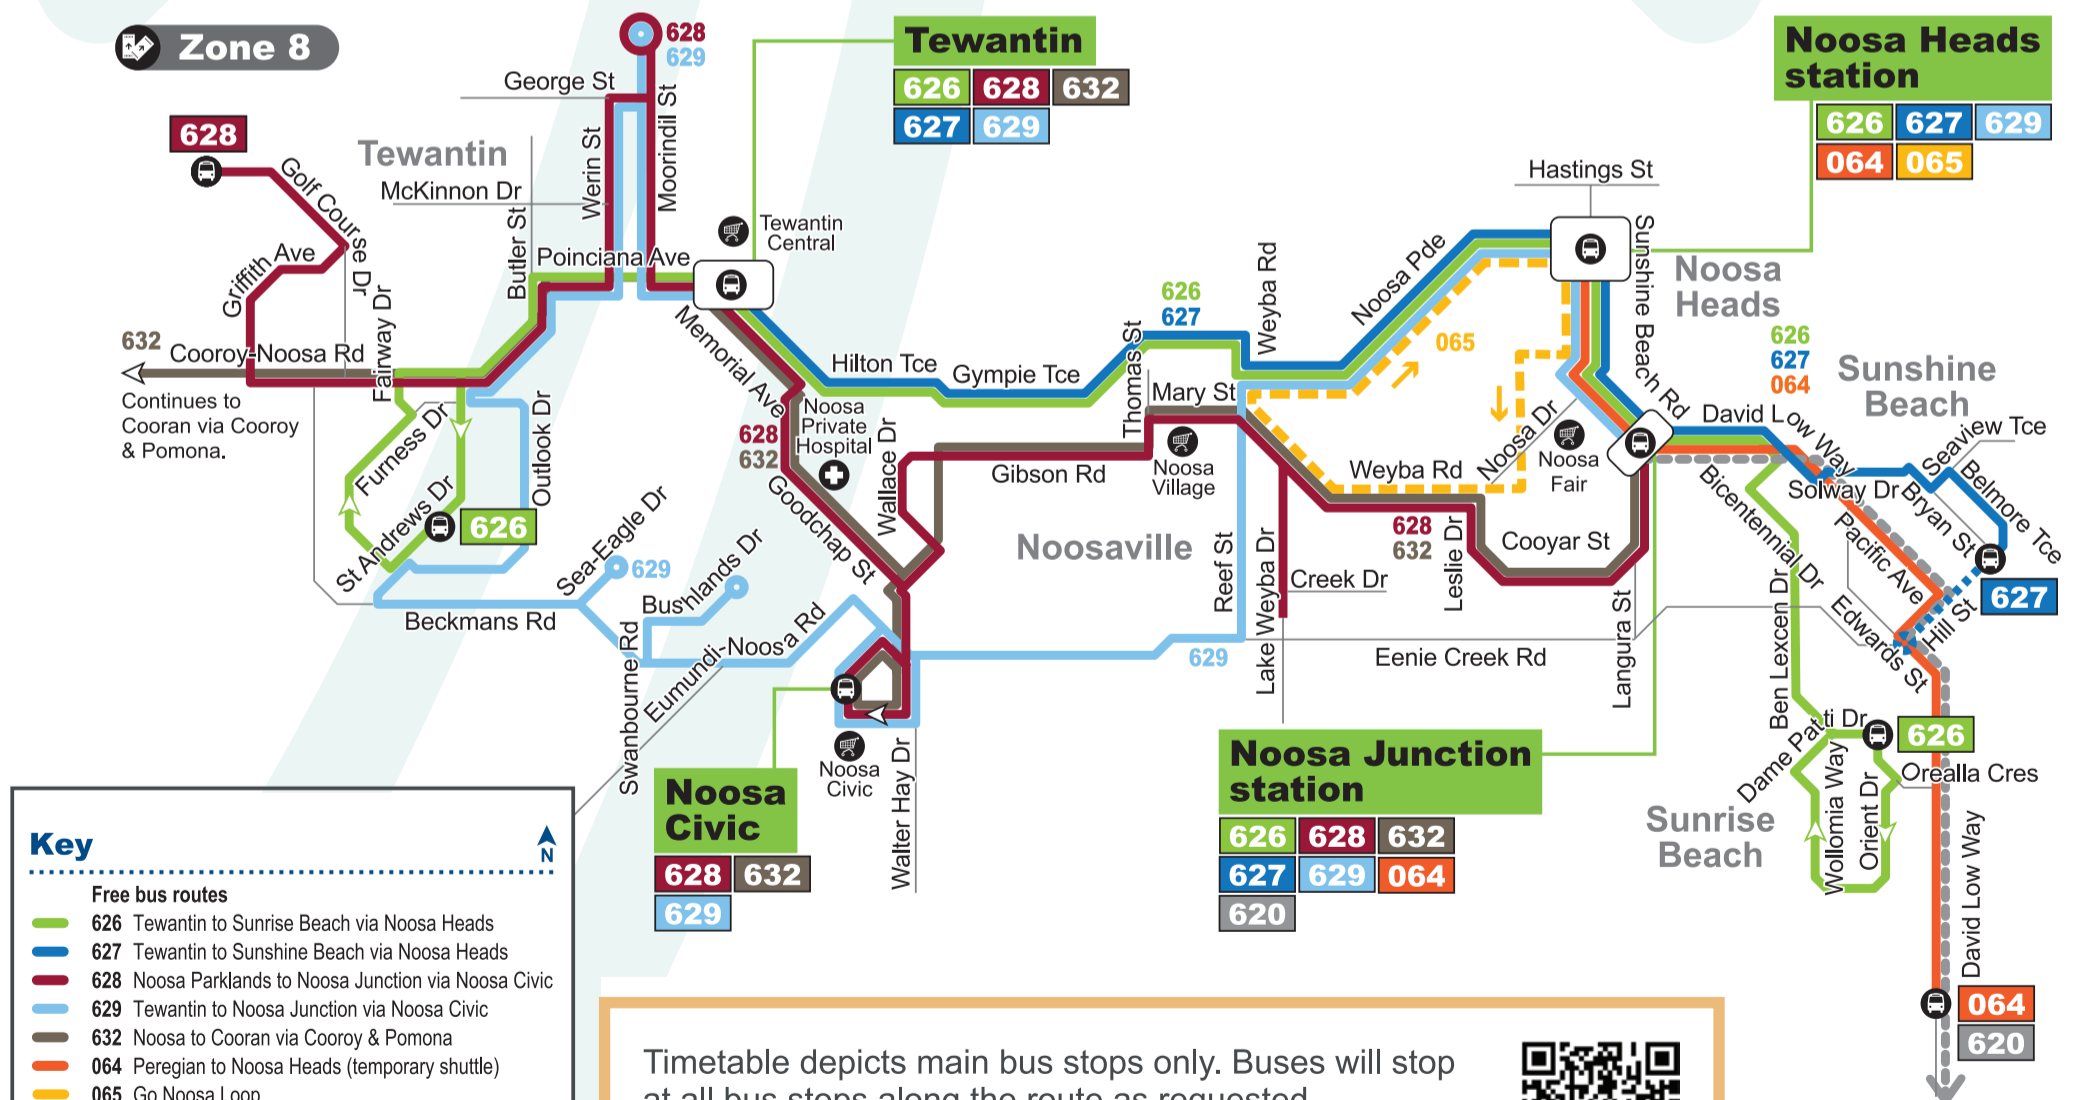 Zone 8
628
629
George St
Tewantin
626 628 632
627 629
Noosa Heads
station
626 627 629
064 065
628
Golf Course Dr
Griffith Ave
Tewantin
McKinnon Dr
Butler St
Werin St
Moorindil St
Poinciana Ave
Tewantin
Central
Hastings St
Sunshine Beach Rd
Noosa
Heads
632
Cooroy-Noosa Rd
Fairway Dr
Continues to
Cooran via Cooroy
& Pomona.
Memorial Ave
Hilton Tce
Gympie Tce
Thomas St
626
627
Weyba Rd
Noosa Pde
065
626
627
064
Sunshine
Beach
Mary St
Noosa
Private
Hospital
628
632
Wallace Dr
Gibson Rd
Noosa
Village
Weyba Rd
Noosa Dr
Noosa
Fair
David Low Way
Seaview Tce
Belmore Tce
Solway Dr
Bryan St
Bicentennial Dr
Pacific Ave
Furness Dr
St Andrews Dr
626
Outlook Dr
Goodchap St
Noosaville
628
632
Leslie Dr
Cooyar St
Sea-Eagle Dr
629
Bushlands Dr
Beckmans Rd
Swanbourne Rd
Eumundi-Noosa Rd
Reef St
Lake Weyba Dr
Creek Dr
629
Eenie Creek Rd
Langura St
Ben Lexcen Dr
Edwards St
Hill St
627
Noosa
Civic
628 632
629
Noosa
Civic
Walter Hay Dr
Noosa Junction
station
626 628 632
627 629 064
620
Dame Patti Dr
626
Orealla Cres
Wollomia Way
Orient Dr
Sunrise
Beach
David Low Way
064
620
Key
N
Free bus routes
626 Tewantin to Sunrise Beach via Noosa Heads
627 Tewantin to Sunshine Beach via Noosa Heads
628 Noosa Parklands to Noosa Junction via Noosa Civic
629 Tewantin to Noosa Junction via Noosa Civic
632 Noosa to Cooran via Cooroy & Pomona
064 Peregian to Noosa Heads (temporary shuttle)
065 Go Noosa Loop
Timetable depicts main bus stops only. Buses will stop
at all bus stops along the route as requested